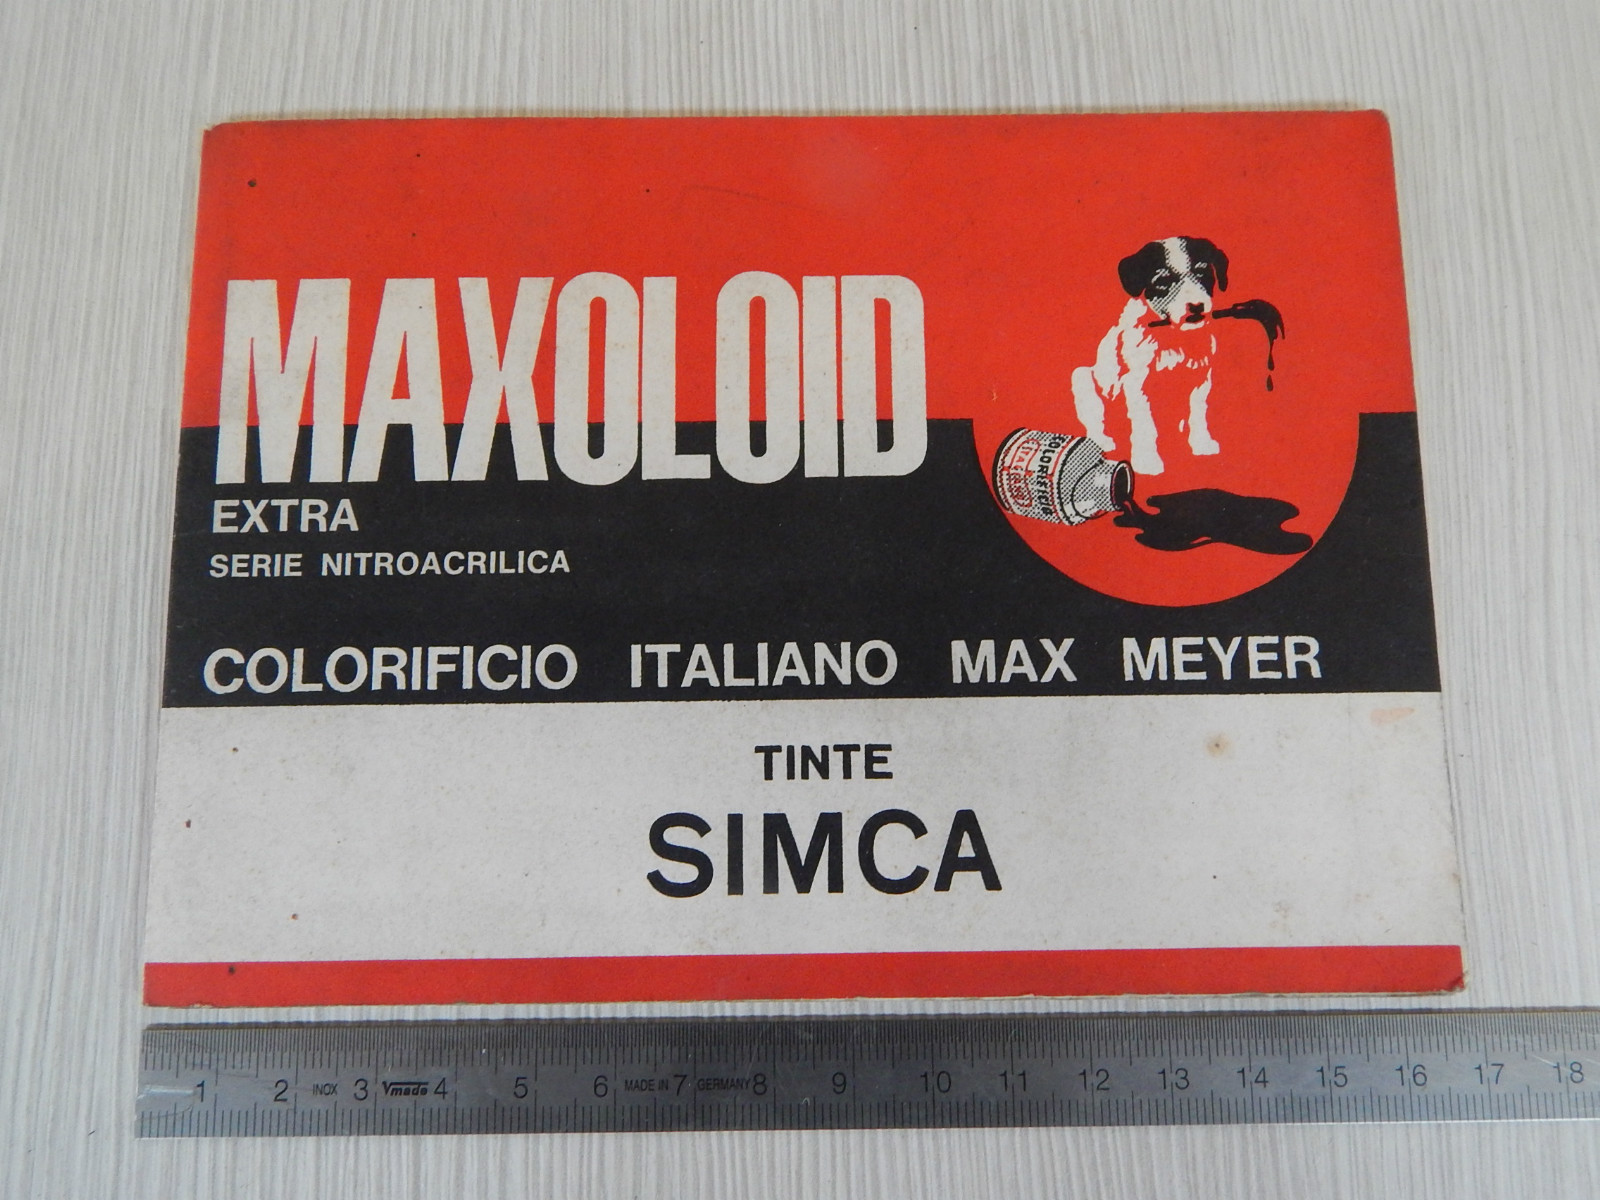 MAXOLOID
EXTRA
SERIE NITROACRILICA
COLORIFICIO
COLORIFICIO ITALIANO MAX MEYER
TINTE
SIMCA
1 2 INOX 3 Vmade 4 5 6 MADE IN 7 GERMANY 8 9 10 11 12 13 14 15 16 17 18